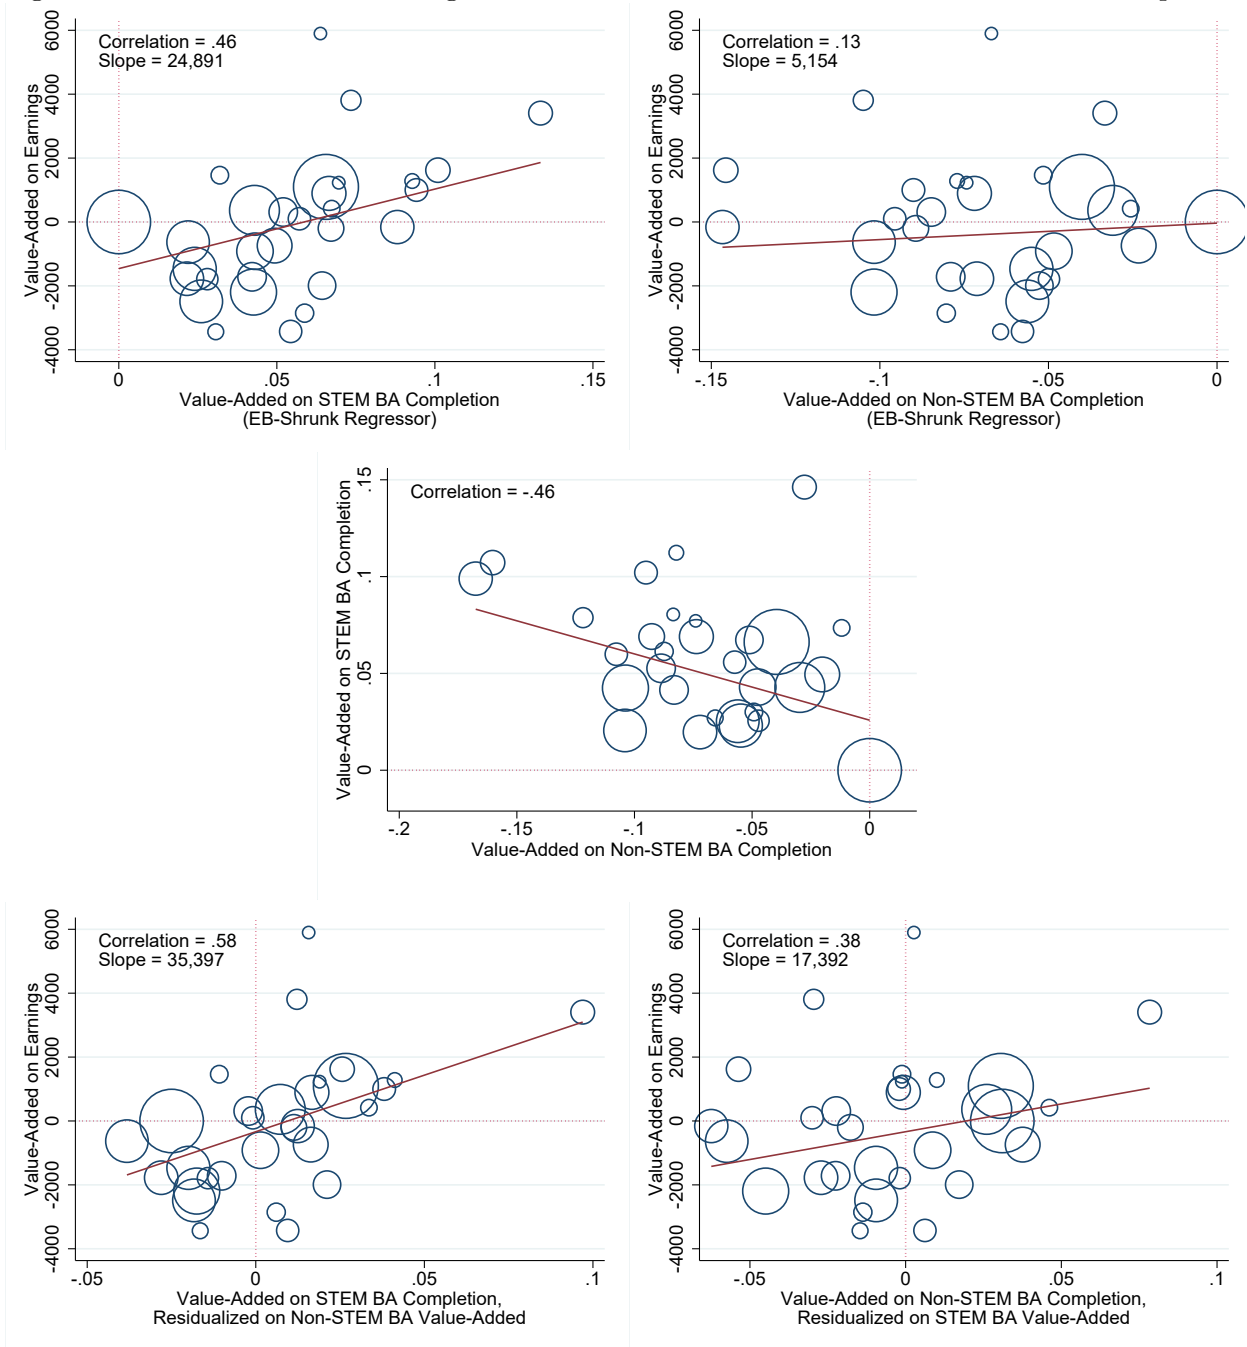 Correlation = .46
Slope = 24,891
Value-Added on Earnings
6000
4000
2000
0
-2000
-4000
0
.05
.1
.15
Value-Added on STEM BA Completion
(EB-Shrunk Regressor)
Correlation = .13
Slope = 5,154
Value-Added on Earnings
6000
4000
2000
0
-2000
-4000
-.15
-.1
-.05
0
Value-Added on Non-STEM BA Completion
(EB-Shrunk Regressor)
Correlation = -.46
Value-Added on STEM BA Completion
.15
.1
.05
0
-.2
-.15
-.1
-.05
0
Value-Added on Non-STEM BA Completion
Correlation = .58
Slope = 35,397
Value-Added on Earnings
6000
4000
2000
0
-2000
-4000
-.05
0
.05
.1
Value-Added on STEM BA Completion,
Residualized on Non-STEM BA Value-Added
Correlation = .38
Slope = 17,392
Value-Added on Earnings
6000
4000
2000
0
-2000
-4000
-.05
0
.05
.1
Value-Added on Non-STEM BA Completion,
Residualized on STEM BA Value-Added